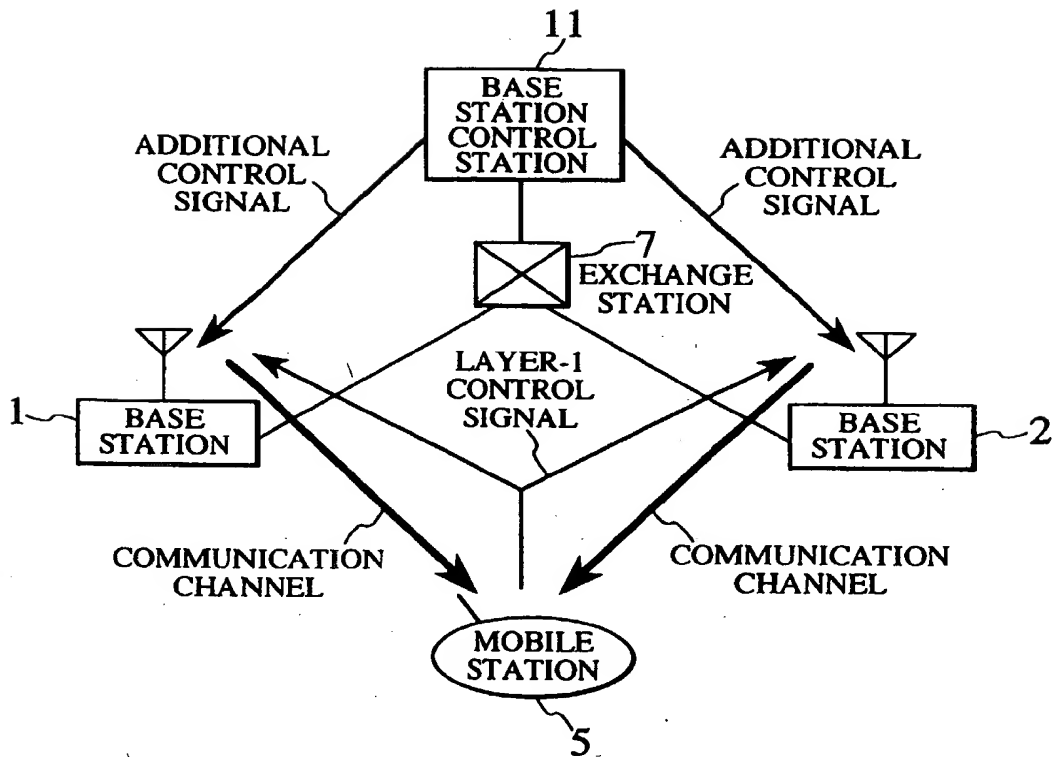 11
BASE
STATION
CONTROL
STATION
ADDITIONAL
CONTROL
SIGNAL
ADDITIONAL
CONTROL
SIGNAL
7
EXCHANGE
STATION
LAYER-1
CONTROL
SIGNAL
1
BASE
STATION
BASE
STATION
2
COMMUNICATION
CHANNEL
COMMUNICATION
CHANNEL
MOBILE
STATION
5